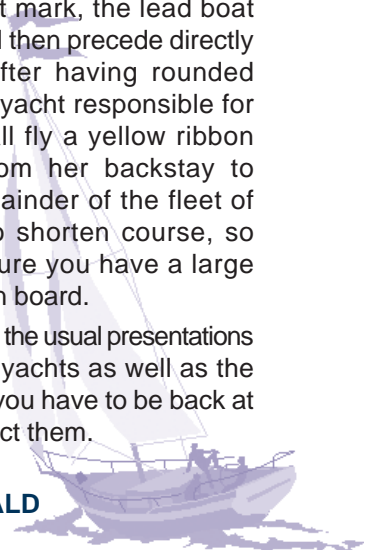 t mark, the lead boat
then precede directly
fter having rounded
yacht responsible for
ll fly a yellow ribbon
om her backstay to
ainder of the fleet of
o shorten course, so
ure you have a large
n board.
the usual presentations
yachts as well as the
you have to be back at
ct them.
ALD